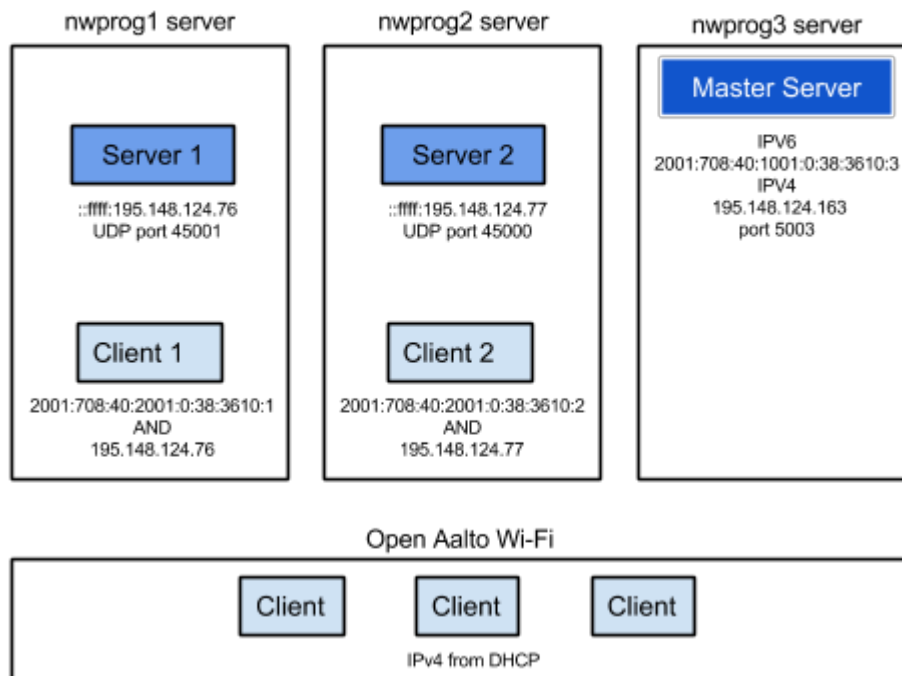 nwprog1 server
Server 1
::ffff:195.148.124.76
UDP port 45001
Client 1
2001:708:40:2001:0:38:3610:1
AND
195.148.124.76
nwprog2 server
Server 2
::ffff:195.148.124.77
UDP port 45000
Client 2
2001:708:40:2001:0:38:3610:2
AND
195.148.124.77
nwprog3 server
Master Server
IPV6
2001:708:40:1001:0:38:3610:3
IPV4
195.148.124.163
port 5003
Open Aalto Wi-Fi
Client
Client
Client
IPv4 from DHCP